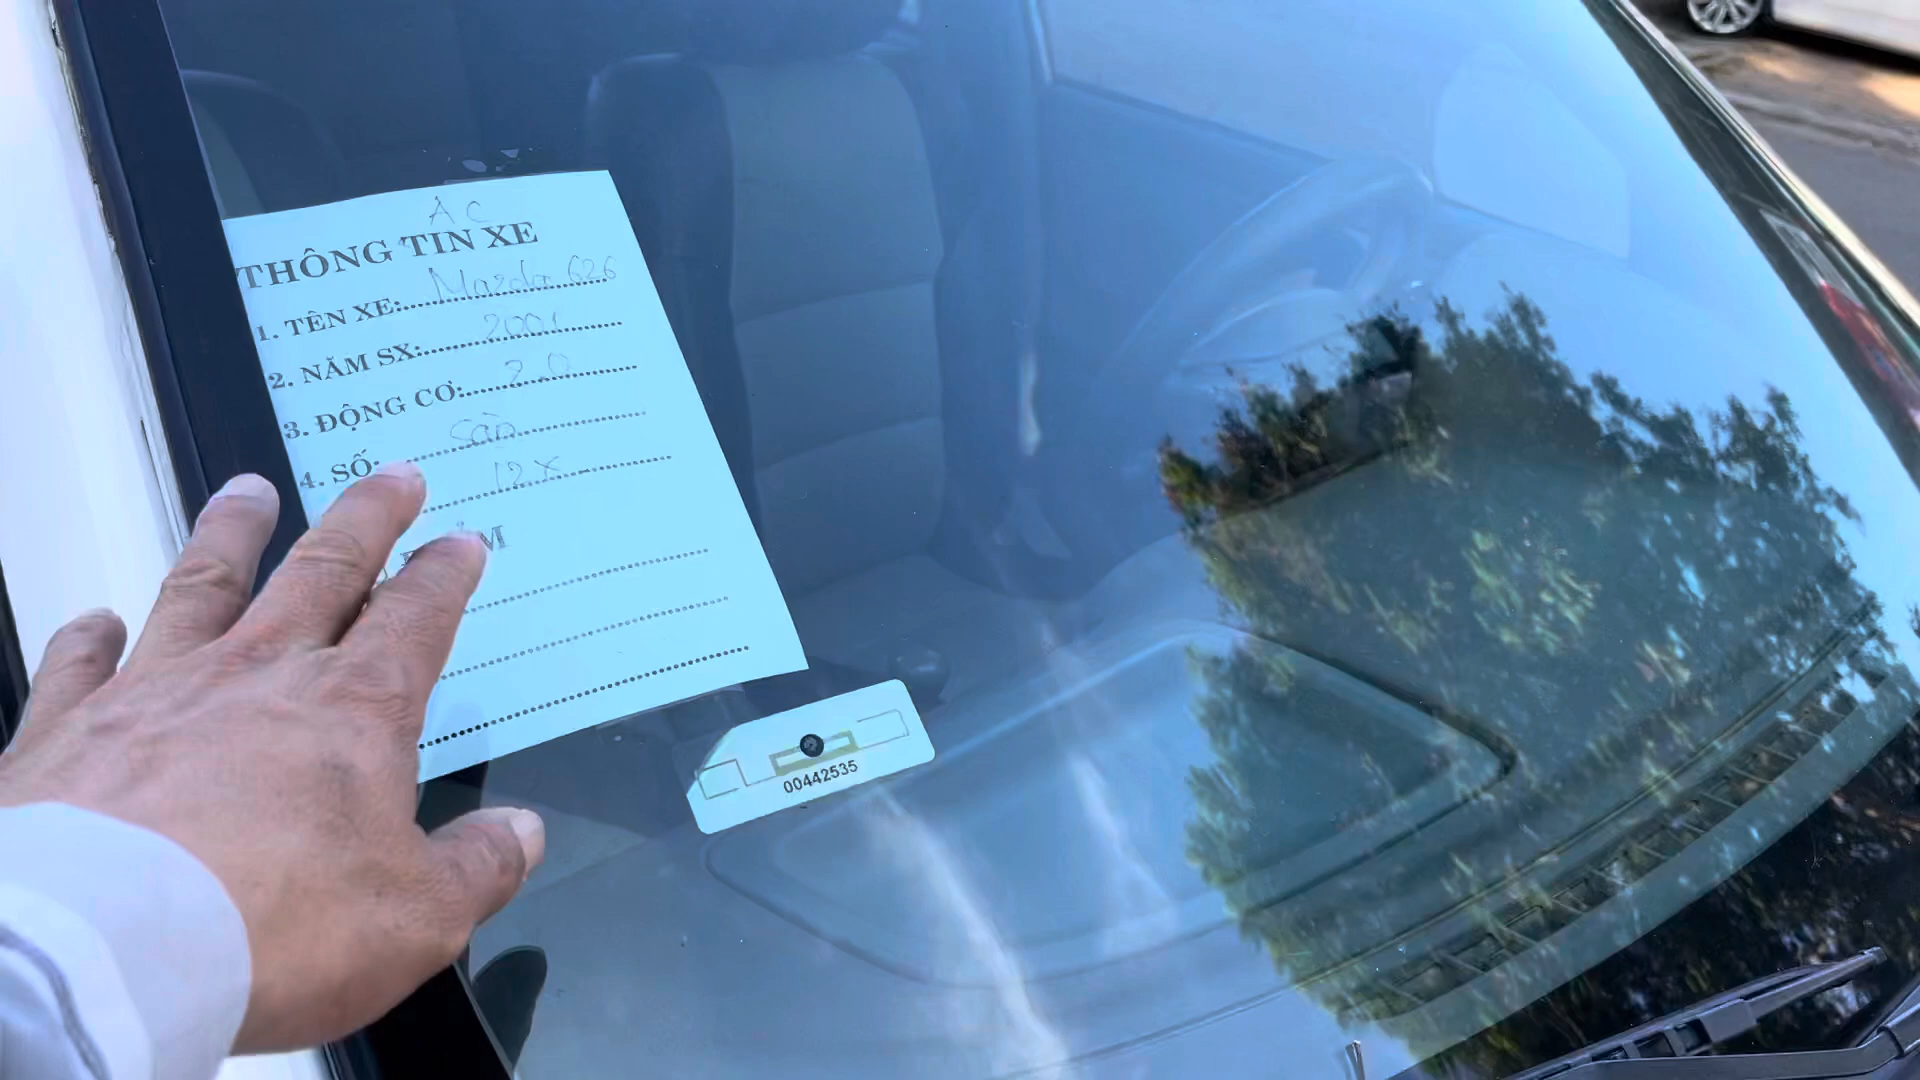 AC
THÔNG TIN XE
1. TÊN XE: Mazda 626
2. NĂM SX: 2001
3. ĐỘNG CƠ: 2.0
4. SỐ: sàn
12X
00442535